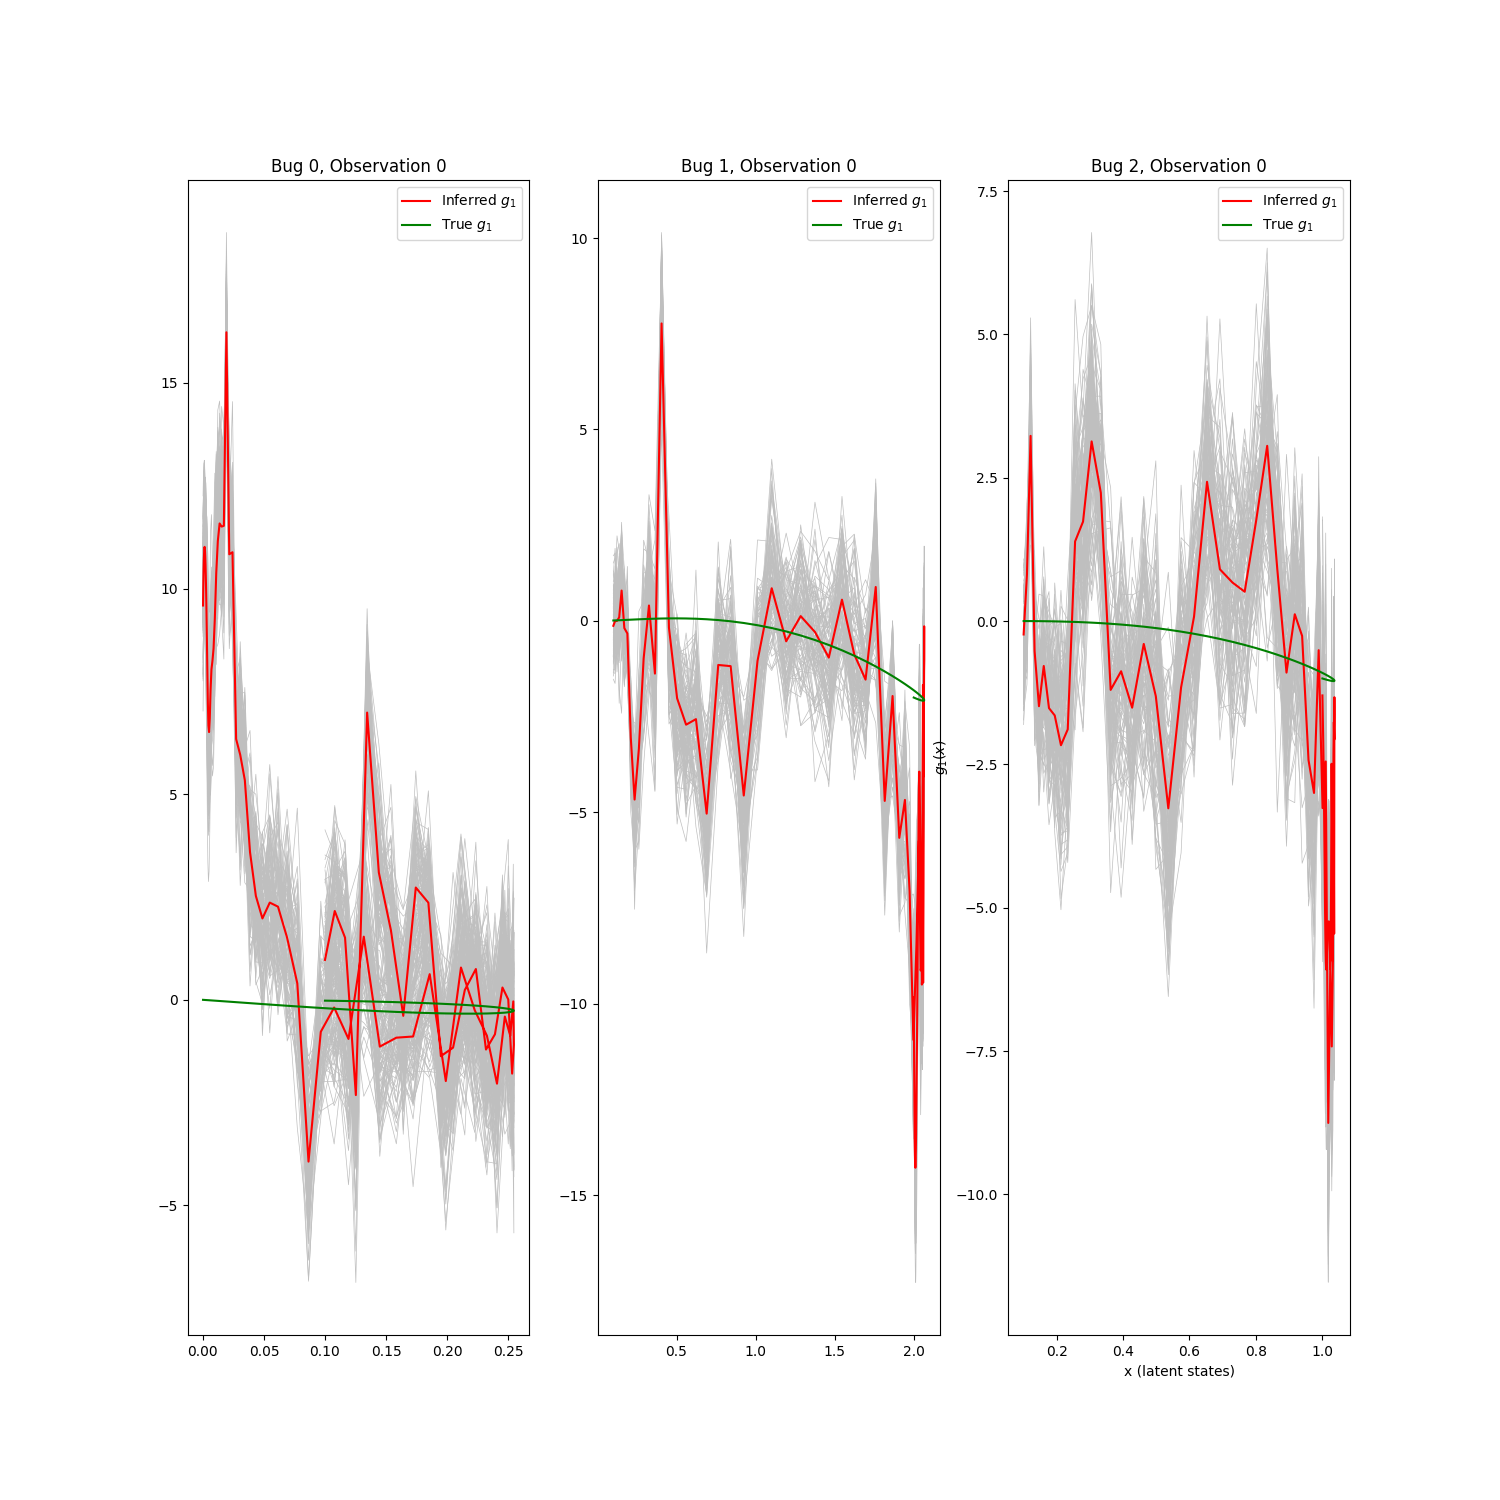 Bug 0, Observation 0
Inferred g₁
True g₁
15
10
5
0
−5
0.00 0.05 0.10 0.15 0.20 0.25
Bug 1, Observation 0
Inferred g₁
True g₁
10
5
0
−5
−10
−15
0.5 1.0 1.5 2.0
Bug 2, Observation 0
Inferred g₁
True g₁
g₁(x)
7.5
5.0
2.5
0.0
−2.5
−5.0
−7.5
−10.0
0.2 0.4 0.6 0.8 1.0
x (latent states)